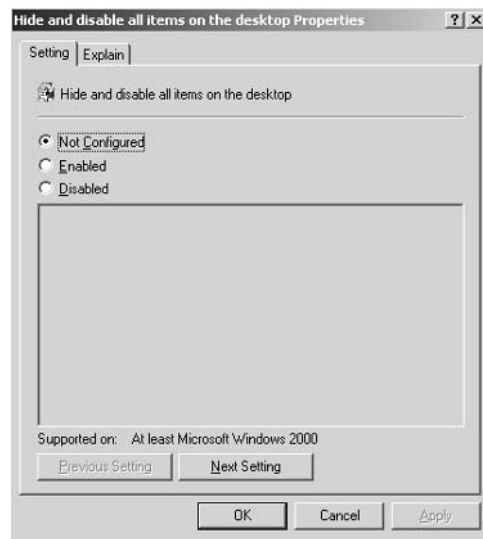 Hide and disable all items on the desktop Properties
Setting Explain
Hide and disable all items on the desktop
Not Configured
Enabled
Disabled
Supported on: At least Microsoft Windows 2000
Previous Setting Next Setting
OK Cancel Apply